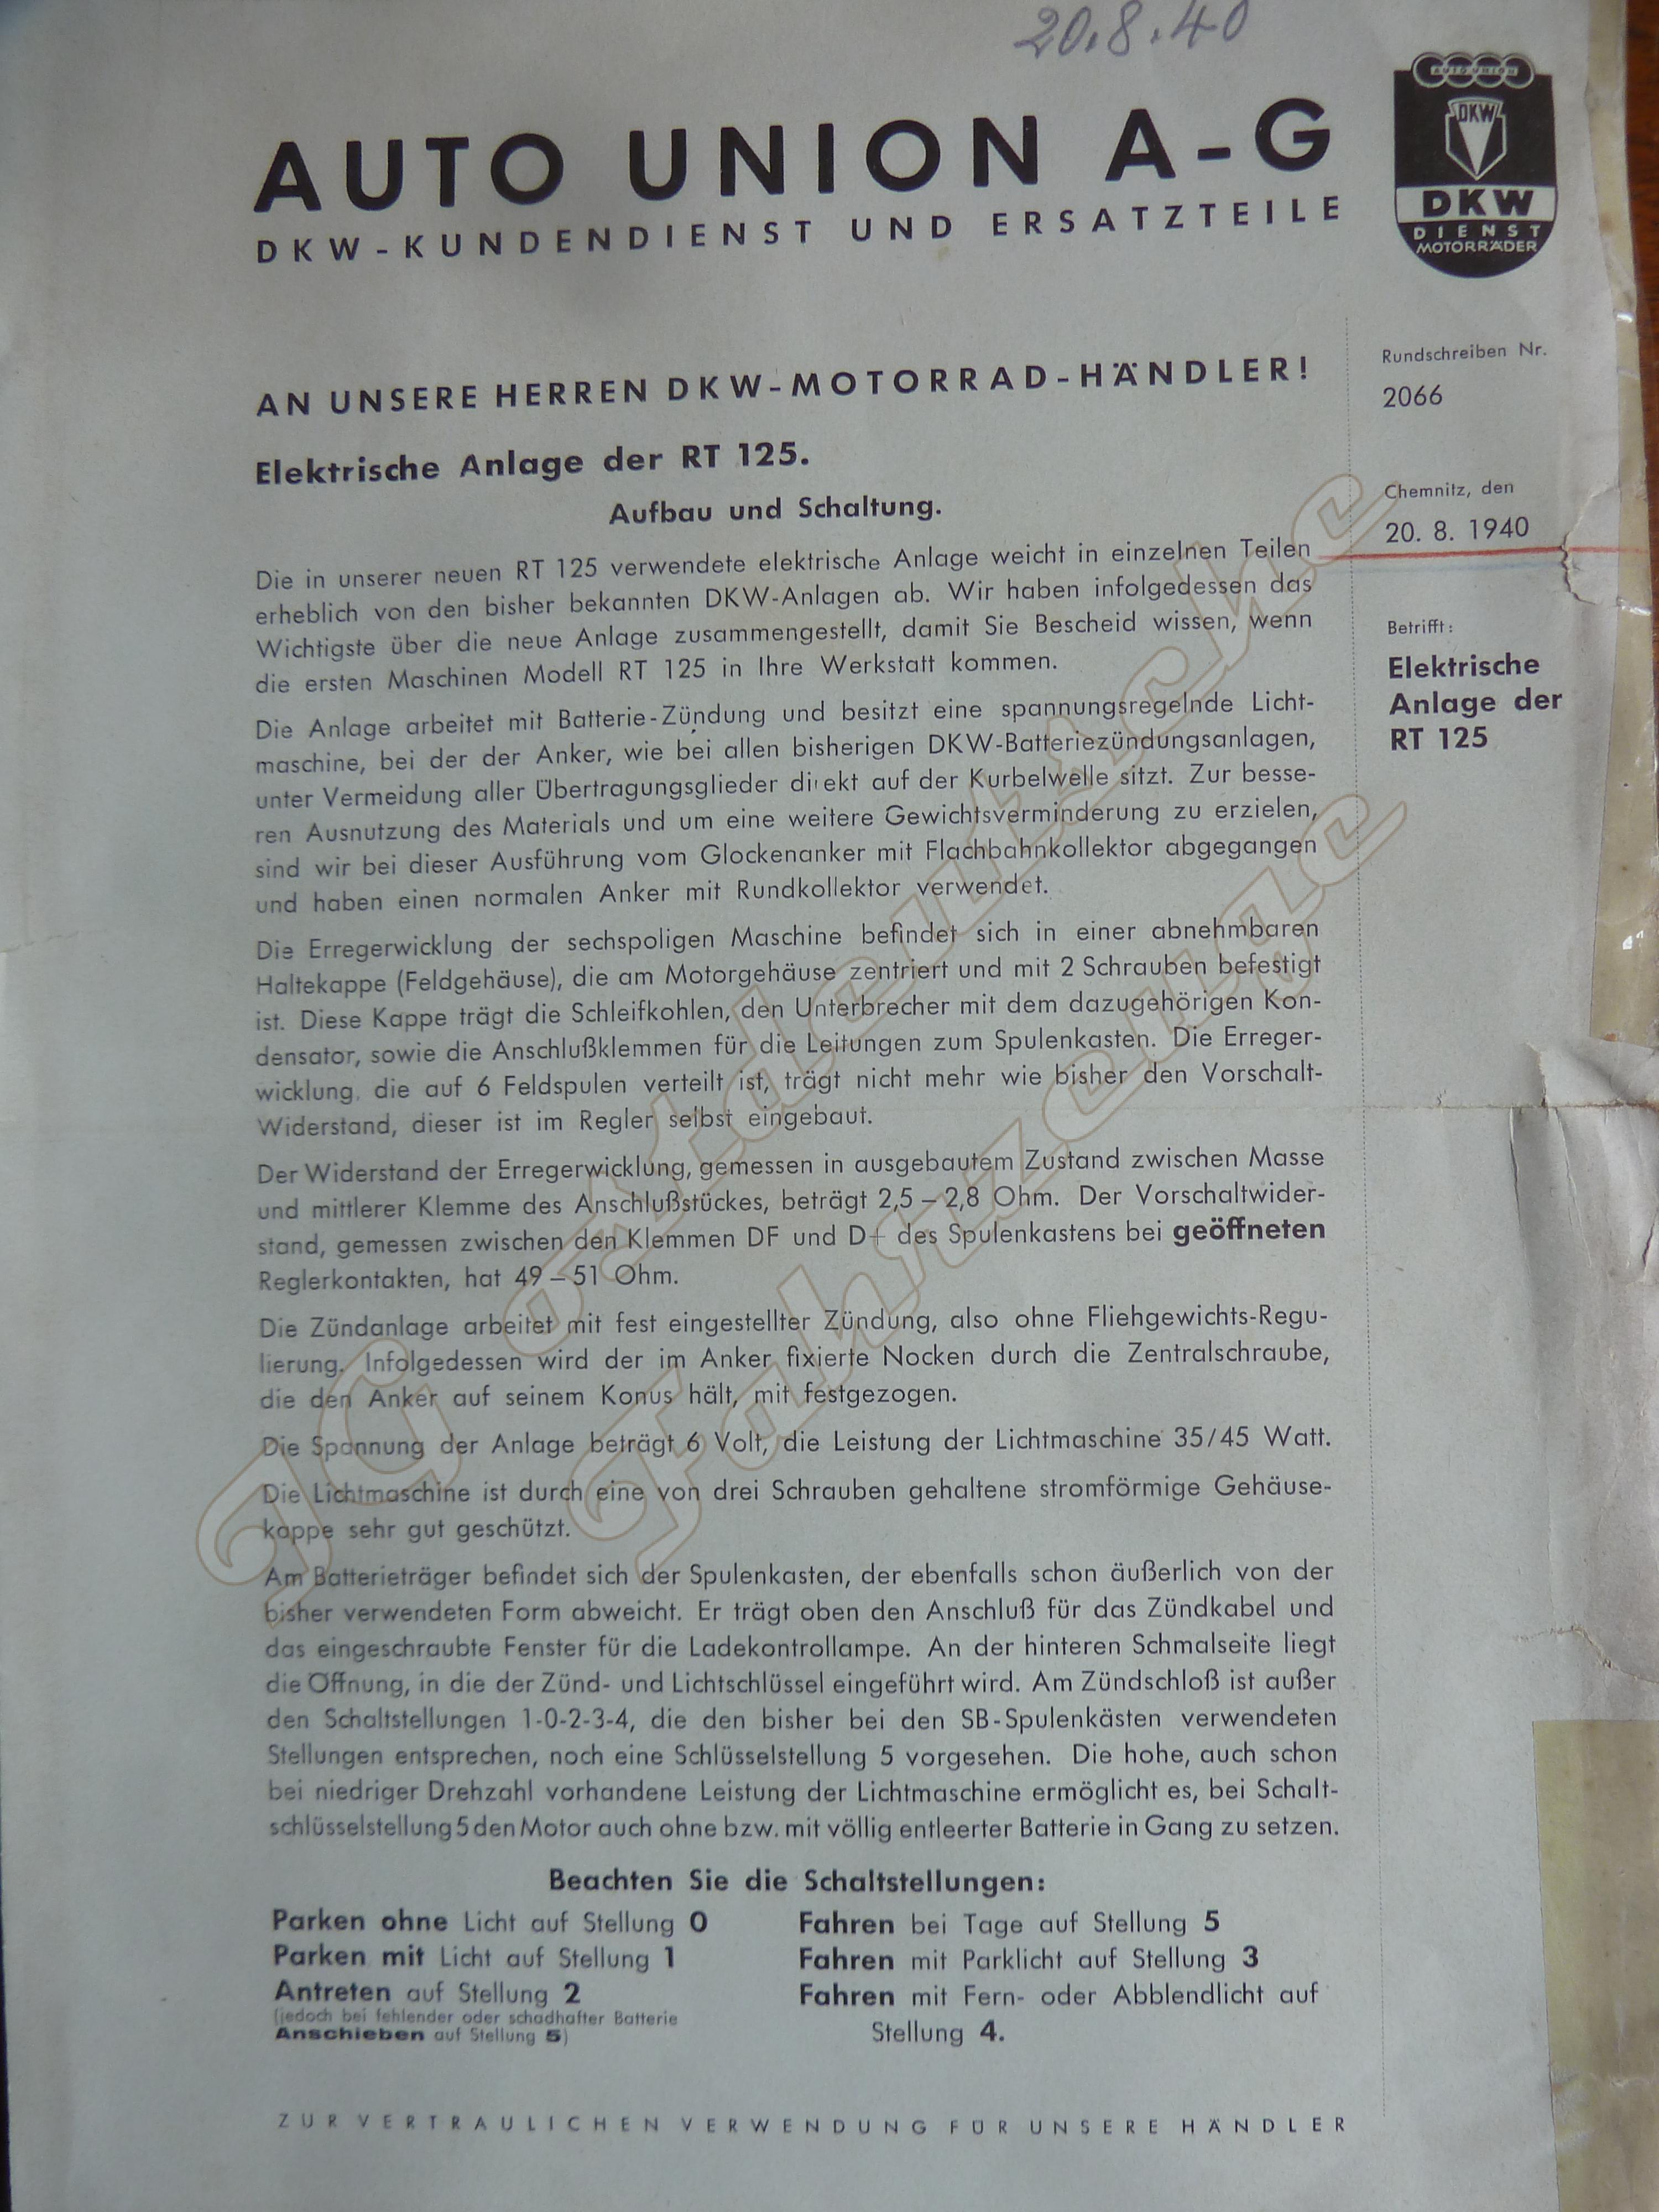 20.8.40
AUTO UNION A-G
DKW-KUNDENDIENST UND ERSATZTEILE
AUTO UNION
DKW
DKW
DIENST
MOTORRÄDER
AN UNSERE HERREN DKW-MOTORRAD-HÄNDLER!
Rundschreiben Nr.
2066
Chemnitz, den
20. 8. 1940
Betrifft:
Elektrische
Anlage der
RT 125
Elektrische Anlage der RT 125.
Aufbau und Schaltung.
Die in unserer neuen RT 125 verwendete elektrische Anlage weicht in einzelnen Teilen
erheblich von den bisher bekannten DKW-Anlagen ab. Wir haben infolgedessen das
Wichtigste über die neue Anlage zusammengestellt, damit Sie Bescheid wissen, wenn
die ersten Maschinen Modell RT 125 in Ihre Werkstatt kommen.
Die Anlage arbeitet mit Batterie-Zündung und besitzt eine spannungsregelnde Licht-
maschine, bei der der Anker, wie bei allen bisherigen DKW-Batteriezündungsanlagen,
unter Vermeidung aller Übertragungsglieder direkt auf der Kurbelwelle sitzt. Zur besse-
ren Ausnutzung des Materials und um eine weitere Gewichtsverminderung zu erzielen,
sind wir bei dieser Ausführung vom Glockenanker mit Flachbahnkollektor abgegangen
und haben einen normalen Anker mit Rundkollektor verwendet.
Die Erregerwicklung der sechspoligen Maschine befindet sich in einer abnehmbaren
Haltekappe (Feldgehäuse), die am Motorgehäuse zentriert und mit 2 Schrauben befestigt
ist. Diese Kappe trägt die Schleifkohlen, den Unterbrecher mit dem dazugehörigen Kon-
densator, sowie die Anschlußklemmen für die Leitungen zum Spulenkasten. Die Erreger-
wicklung, die auf 6 Feldspulen verteilt ist, trägt nicht mehr wie bisher den Vorschalt-
Widerstand, dieser ist im Regler selbst eingebaut.
Der Widerstand der Erregerwicklung, gemessen in ausgebautem Zustand zwischen Masse
und mittlerer Klemme des Anschlußstückes, beträgt 2,5 – 2,8 Ohm. Der Vorschaltwider-
stand, gemessen zwischen den Klemmen DF und D+ des Spulenkastens bei geöffneten
Reglerkontakten, hat 49 – 51 Ohm.
Die Zündanlage arbeitet mit fest eingestellter Zündung, also ohne Fliehgewichts-Regu-
lierung. Infolgedessen wird der im Anker fixierte Nocken durch die Zentralschraube,
die den Anker auf seinem Konus hält, mit festgezogen.
Die Spannung der Anlage beträgt 6 Volt, die Leistung der Lichtmaschine 35/45 Watt.
Die Lichtmaschine ist durch eine von drei Schrauben gehaltene stromförmige Gehäuse-
kappe sehr gut geschützt.
Am Batterieträger befindet sich der Spulenkasten, der ebenfalls schon äußerlich von der
bisher verwendeten Form abweicht. Er trägt oben den Anschluß für das Zündkabel und
das eingeschraubte Fenster für die Ladekontrollampe. An der hinteren Schmalseite liegt
die Öffnung, in die der Zünd- und Lichtschlüssel eingeführt wird. Am Zündschloß ist außer
den Schaltstellungen 1-0-2-3-4, die den bisher bei den SB-Spulenkästen verwendeten
Stellungen entsprechen, noch eine Schlüsselstellung 5 vorgesehen. Die hohe, auch schon
bei niedriger Drehzahl vorhandene Leistung der Lichtmaschine ermöglicht es, bei Schalt-
schlüsselstellung 5 den Motor auch ohne bzw. mit völlig entleerter Batterie in Gang zu setzen.
Beachten Sie die Schaltstellungen:
Parken ohne Licht auf Stellung 0
Parken mit Licht auf Stellung 1
Antreten auf Stellung 2
(jedoch bei fehlender oder schadhafter Batterie
Anschieben auf Stellung 5)
Fahren bei Tage auf Stellung 5
Fahren mit Parklicht auf Stellung 3
Fahren mit Fern- oder Abblendlicht auf
Stellung 4.
ZUR VERTRAULICHEN VERWENDUNG FÜR UNSERE HÄNDLER
Fahrzeuge